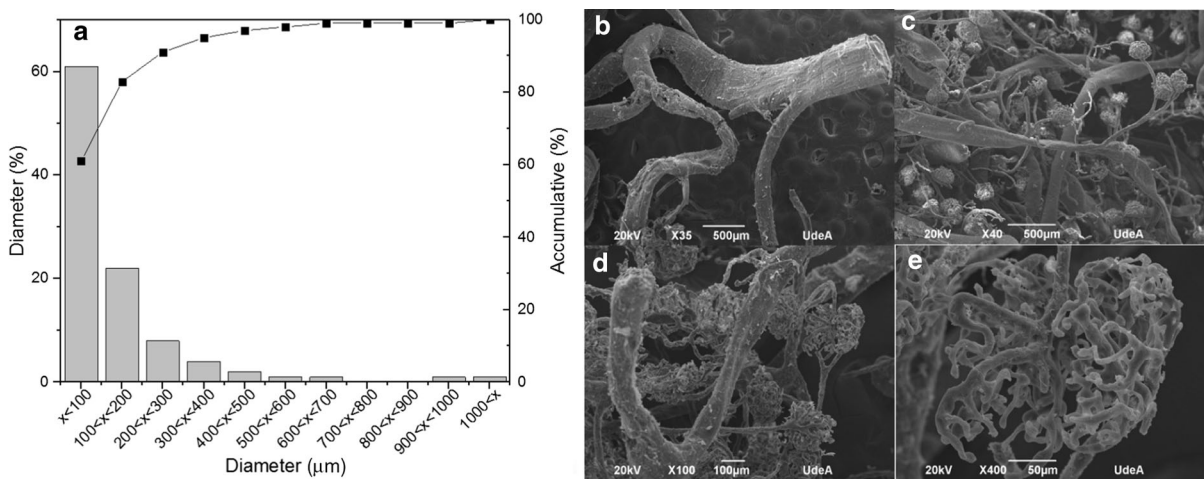 a
Diameter (%)
60
40
20
0
100
80
60
40
20
0
Accumulative (%)
x<100
100<x<200
200<x<300
300<x<400
400<x<500
500<x<600
600<x<700
700<x<800
800<x<900
900<x<1000
1000<x
Diameter (μm)
b
20kV X35 500μm UdeA
c
20kV X40 500μm UdeA
d
20kV X100 100μm UdeA
e
20kV X400 50μm UdeA